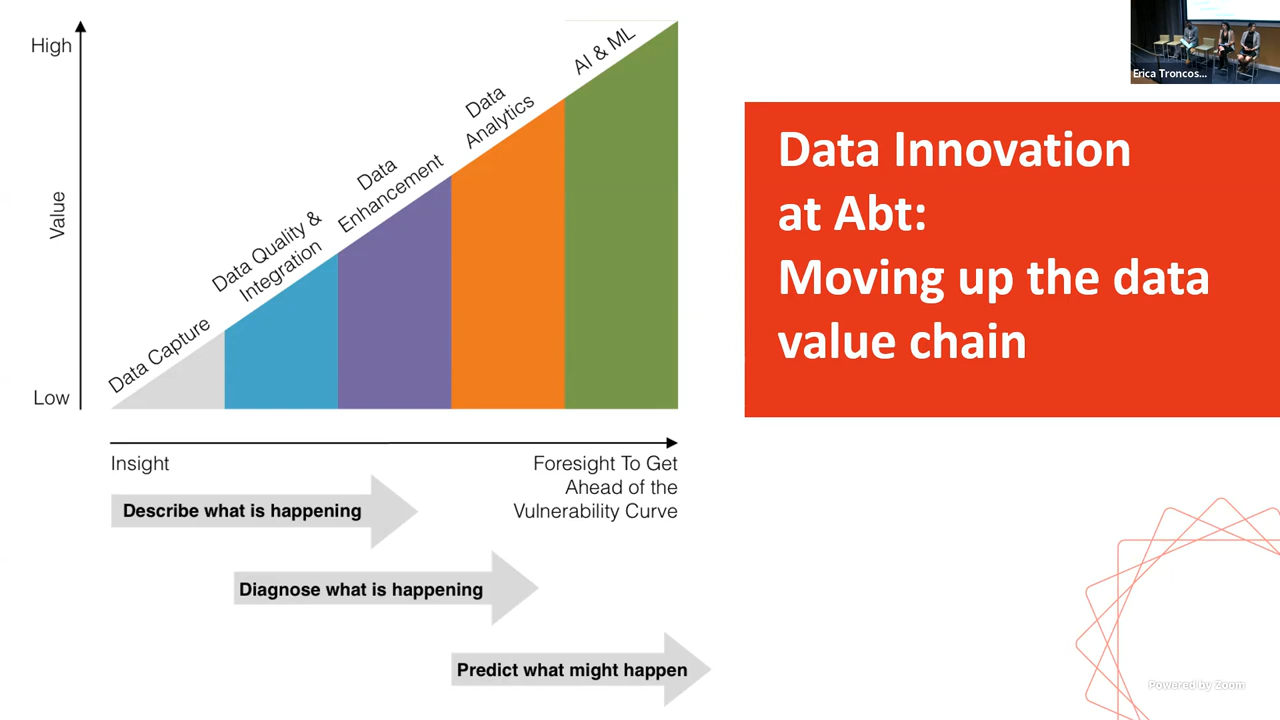 High
Value
Low
Data Capture
Data Quality &
Integration
Data
Enhancement
Data
Analytics
AI & ML
Insight
Foresight To Get
Ahead of the
Vulnerability Curve
Describe what is happening
Diagnose what is happening
Predict what might happen
Erica Troncos...
Data Innovation
at Abt:
Moving up the data
value chain
Powered by Zoom